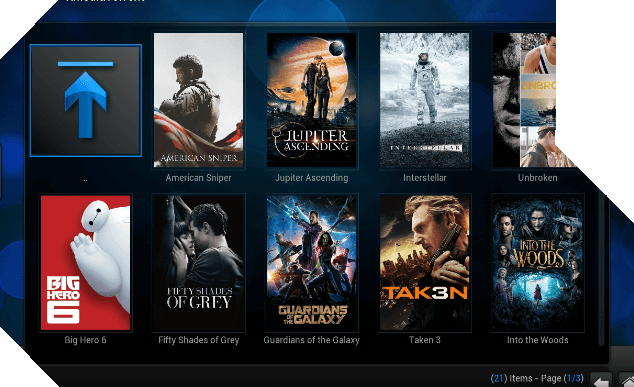 ..
AMERICAN SNIPER
American Sniper
JUPITER
ASCENDING
Jupiter Ascending
INTERSTELLAR
Interstellar
UNBRO
Unbroken
BIG
HERO
6
Big Hero 6
FIFTY SHADES
OF GREY
Fifty Shades of Grey
GUARDIANS
OF THE
GALAXY
Guardians of the Galaxy
TAK3N
Taken 3
INTO THE
WOODS
Into the Woods
(21) Items - Page (1/3)